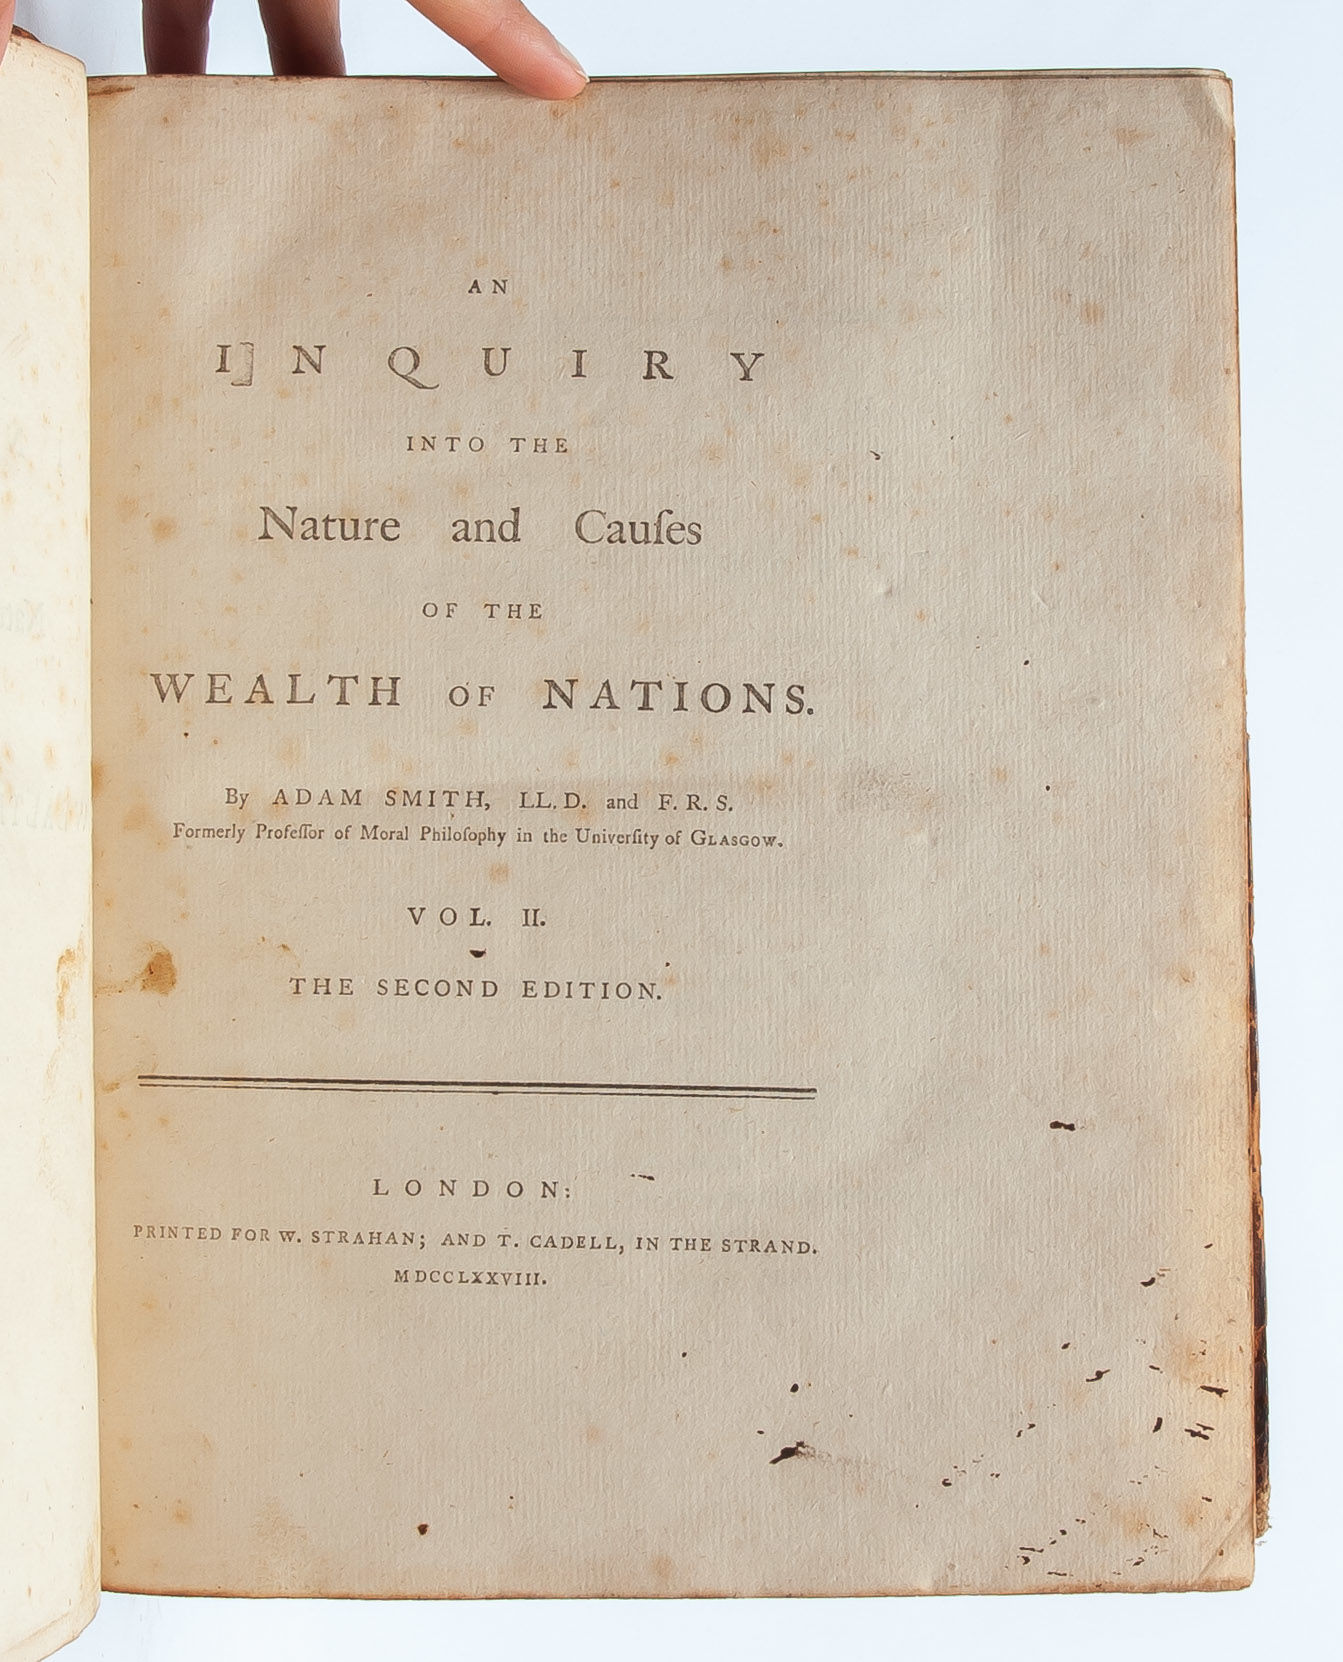 AN
I] N Q U I R Y
INTO THE
Nature and Cauſes
OF THE
WEALTH OF NATIONS.
By ADAM SMITH, LL. D. and F. R. S.
Formerly Profeſſor of Moral Philoſophy in the Univerſity of GLASGOW.
VOL. II.
THE SECOND EDITION.
LONDON:
PRINTED FOR W. STRAHAN; AND T. CADELL, IN THE STRAND.
MDCCLXXVIII.